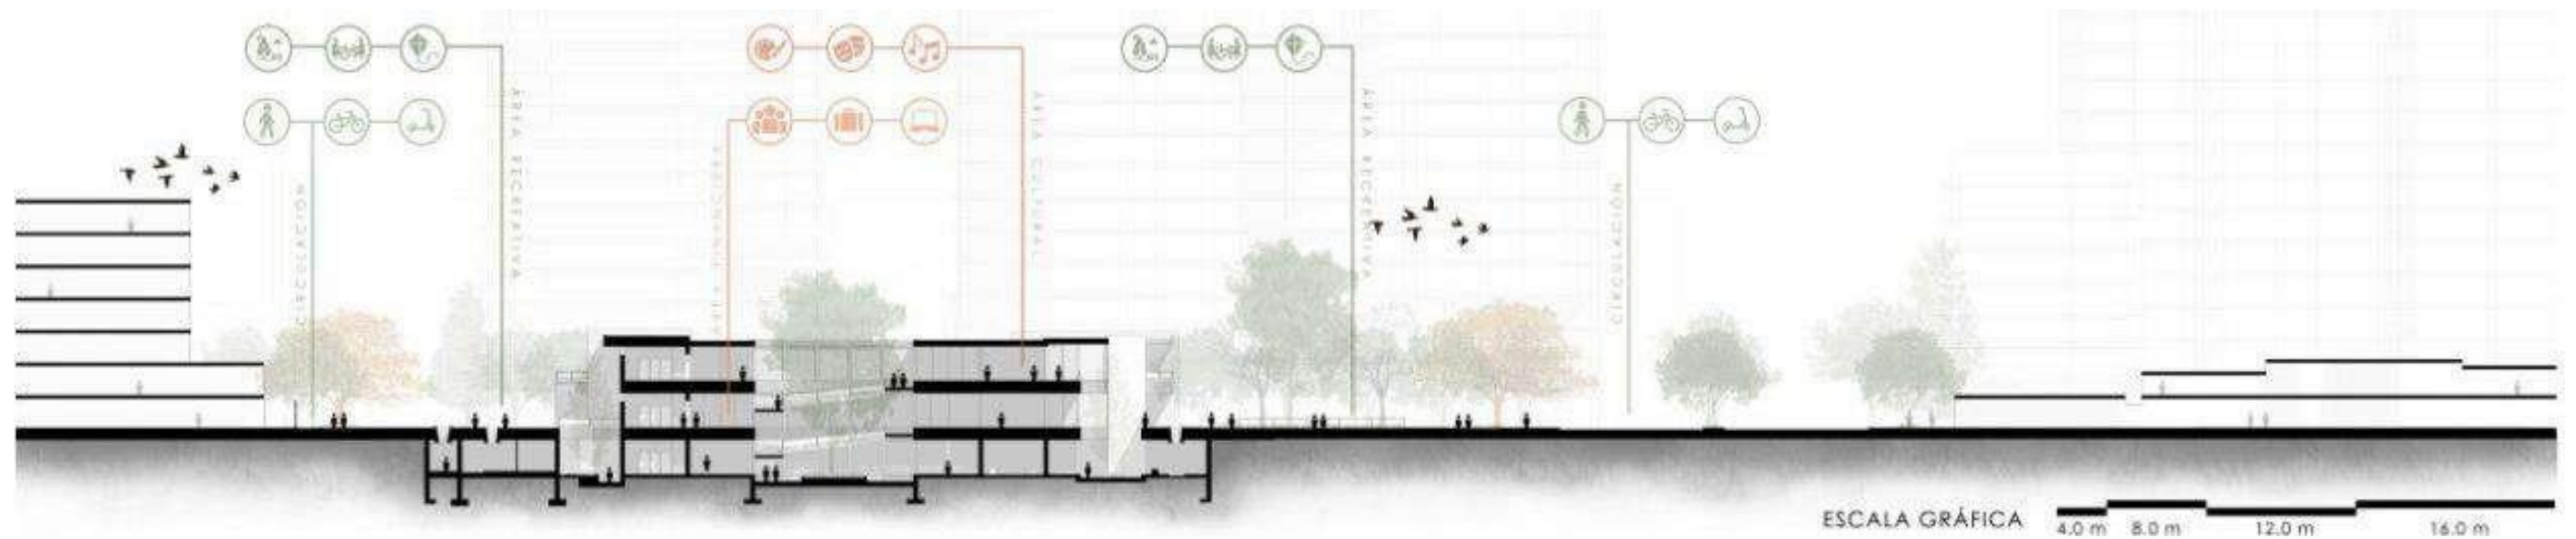 CIRCULACIÓN
ÁREA RECREATIVA
ÁREA CULTURAL
ÁREA RECREATIVA
CIRCULACIÓN
ESCALA GRÁFICA
4.0 m 8.0 m 12.0 m 16.0 m